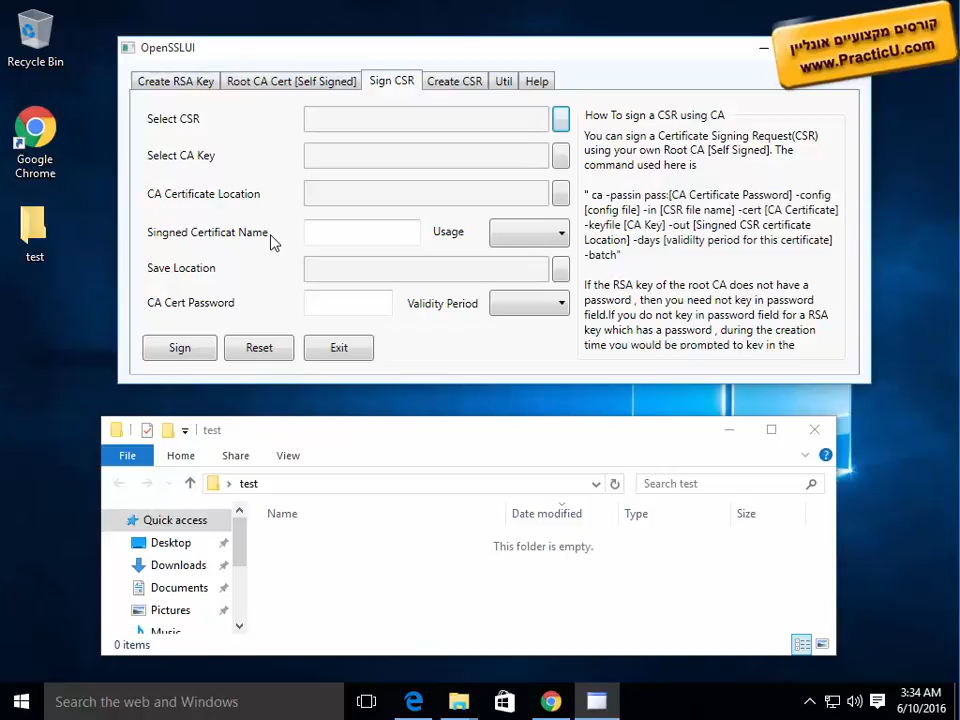 Recycle Bin
Google
Chrome
test
OpenSSLUI
קורסים מקצועיים אונליין
www.PracticU.com
Create RSA Key
Root CA Cert [Self Signed]
Sign CSR
Create CSR
Util
Help
Select CSR
Select CA Key
CA Certificate Location
Singned Certificat Name
Usage
Save Location
CA Cert Password
Validity Period
Sign
Reset
Exit
How To sign a CSR using CA
You can sign a Certificate Signing Request(CSR)
using your own Root CA [Self Signed]. The
command used here is
" ca -passin pass:[CA Certificate Password] -config
[config file] -in [CSR file name] -cert [CA Certificate]
-keyfile [CA Key] -out [Singned CSR certificate
Location] -days [validilty period for this certificate]
-batch"
If the RSA key of the root CA does not have a
password , then you need not key in password
field.If you do not key in password field for a RSA
key which has a password , during the creation
time you would be prompted to key in the
test
File
Home
Share
View
test
Search test
Quick access
Desktop
Downloads
Documents
Pictures
Music
Name
Date modified
Type
Size
This folder is empty.
0 items
Search the web and Windows
3:34 AM
6/10/2016